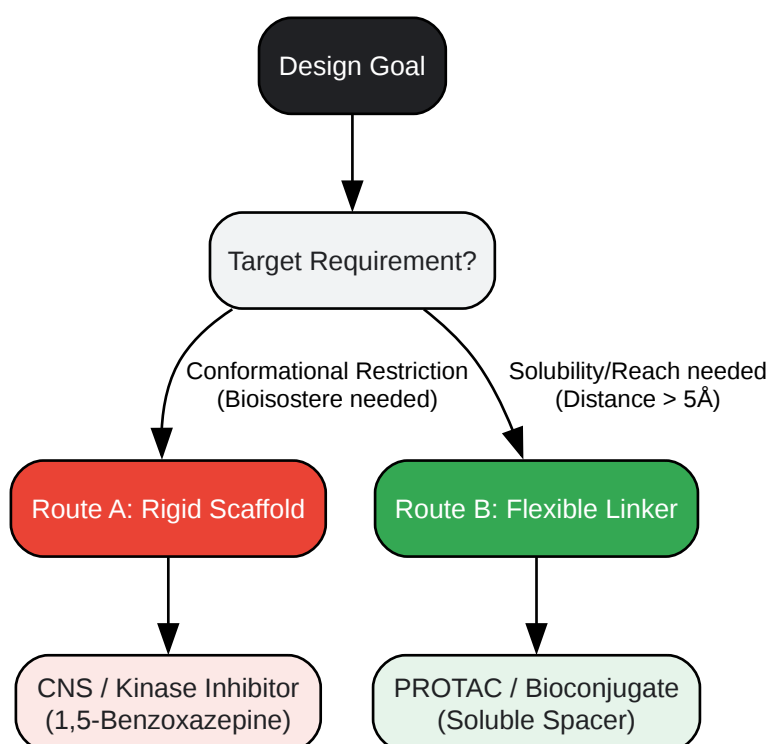 Design Goal
Target Requirement?
Conformational Restriction
(Bioisostere needed)
Solubility/Reach needed
(Distance > 5Å)
Route A: Rigid Scaffold
Route B: Flexible Linker
CNS / Kinase Inhibitor
(1,5-Benzoxazepine)
PROTAC / Bioconjugate
(Soluble Spacer)